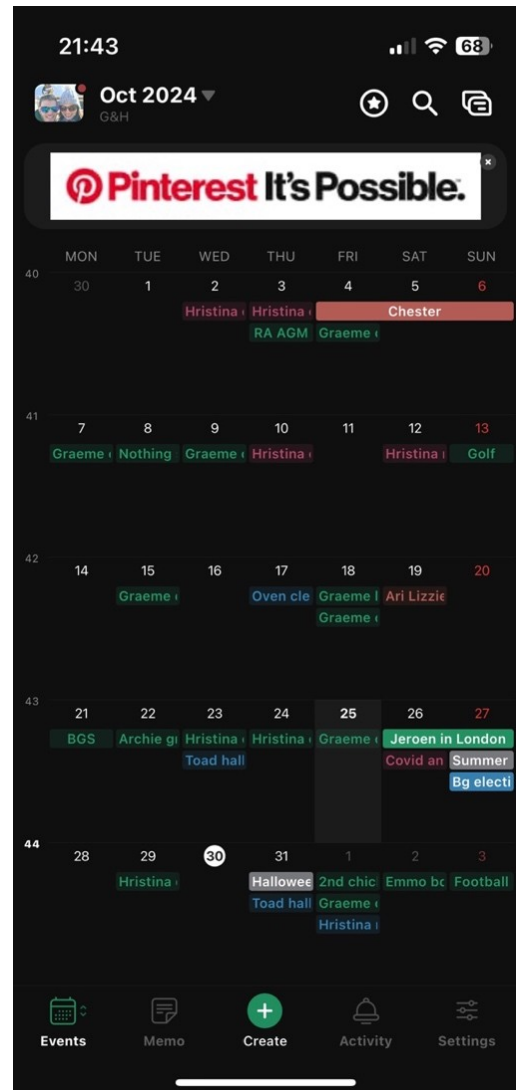 21:43
68
Oct 2024
G&H
Pinterest It's Possible.
MON TUE WED THU FRI SAT SUN
40
30 1 2 3 4 5 6
Hristina Hristina Chester
RA AGM Graeme
41
7 8 9 10 11 12 13
Graeme Nothing Graeme Hristina Hristina Golf
42
14 15 16 17 18 19 20
Graeme Oven cle Graeme Ari Lizzie
Graeme
43
21 22 23 24 25 26 27
BGS Archie Hristina Hristina Graeme Jeroen in London
Toad hall Covid an Summer
Bg electi
44
28 29 30 31 1 2 3
Hristina Hallowee 2nd chic Emmo Football
Toad hall Graeme
Hristina
Events Memo Create Activity Settings